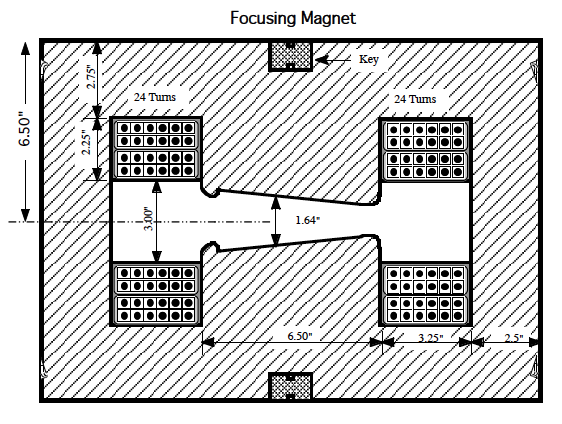 Focusing Magnet
Key
2.75"
24 Turns
24 Turns
6.50"
2.25"
3.00"
1.64"
6.50"
3.25"
2.5"